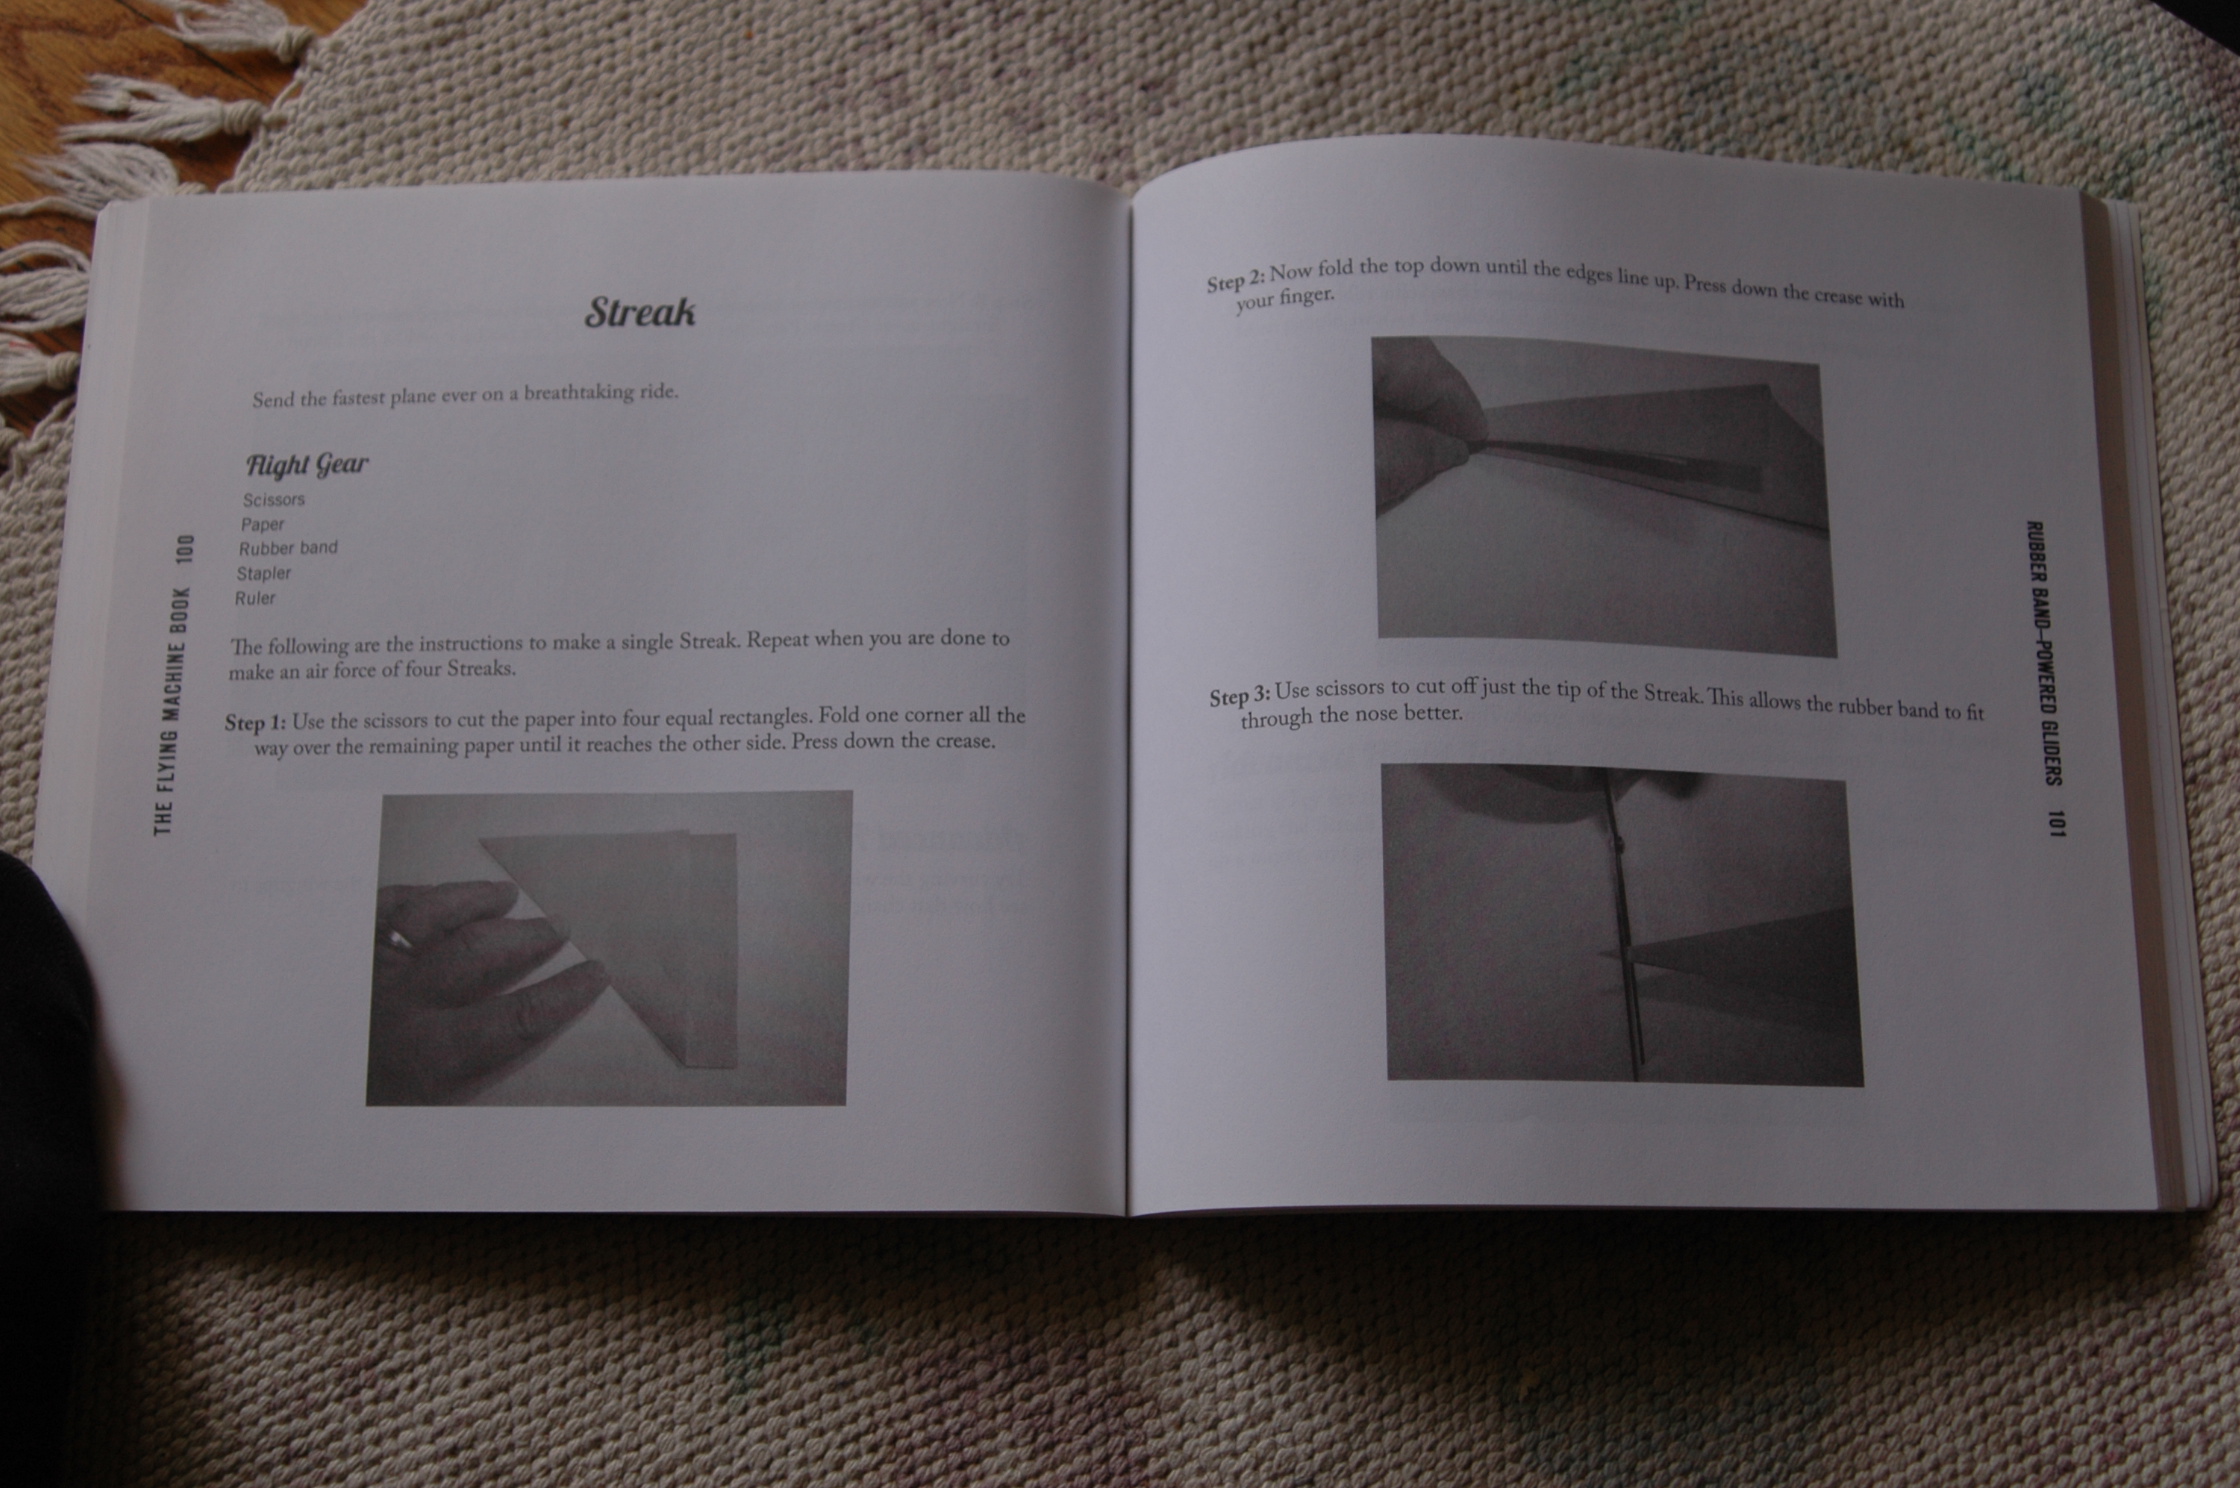 Streak
Send the fastest plane ever on a breathtaking ride.
Flight Gear
Scissors
Paper
Rubber band
Stapler
Ruler
The following are the instructions to make a single Streak. Repeat when you are done to
make an air force of four Streaks.
Step 1: Use the scissors to cut the paper into four equal rectangles. Fold one corner all the
way over the remaining paper until it reaches the other side. Press down the crease.
THE FLYING MACHINE BOOK 100
Step 2: Now fold the top down until the edges line up. Press down the crease with
your finger.
Step 3: Use scissors to cut off just the tip of the Streak. This allows the rubber band to fit
through the nose better.
RUBBER BAND–POWERED GLIDERS 101